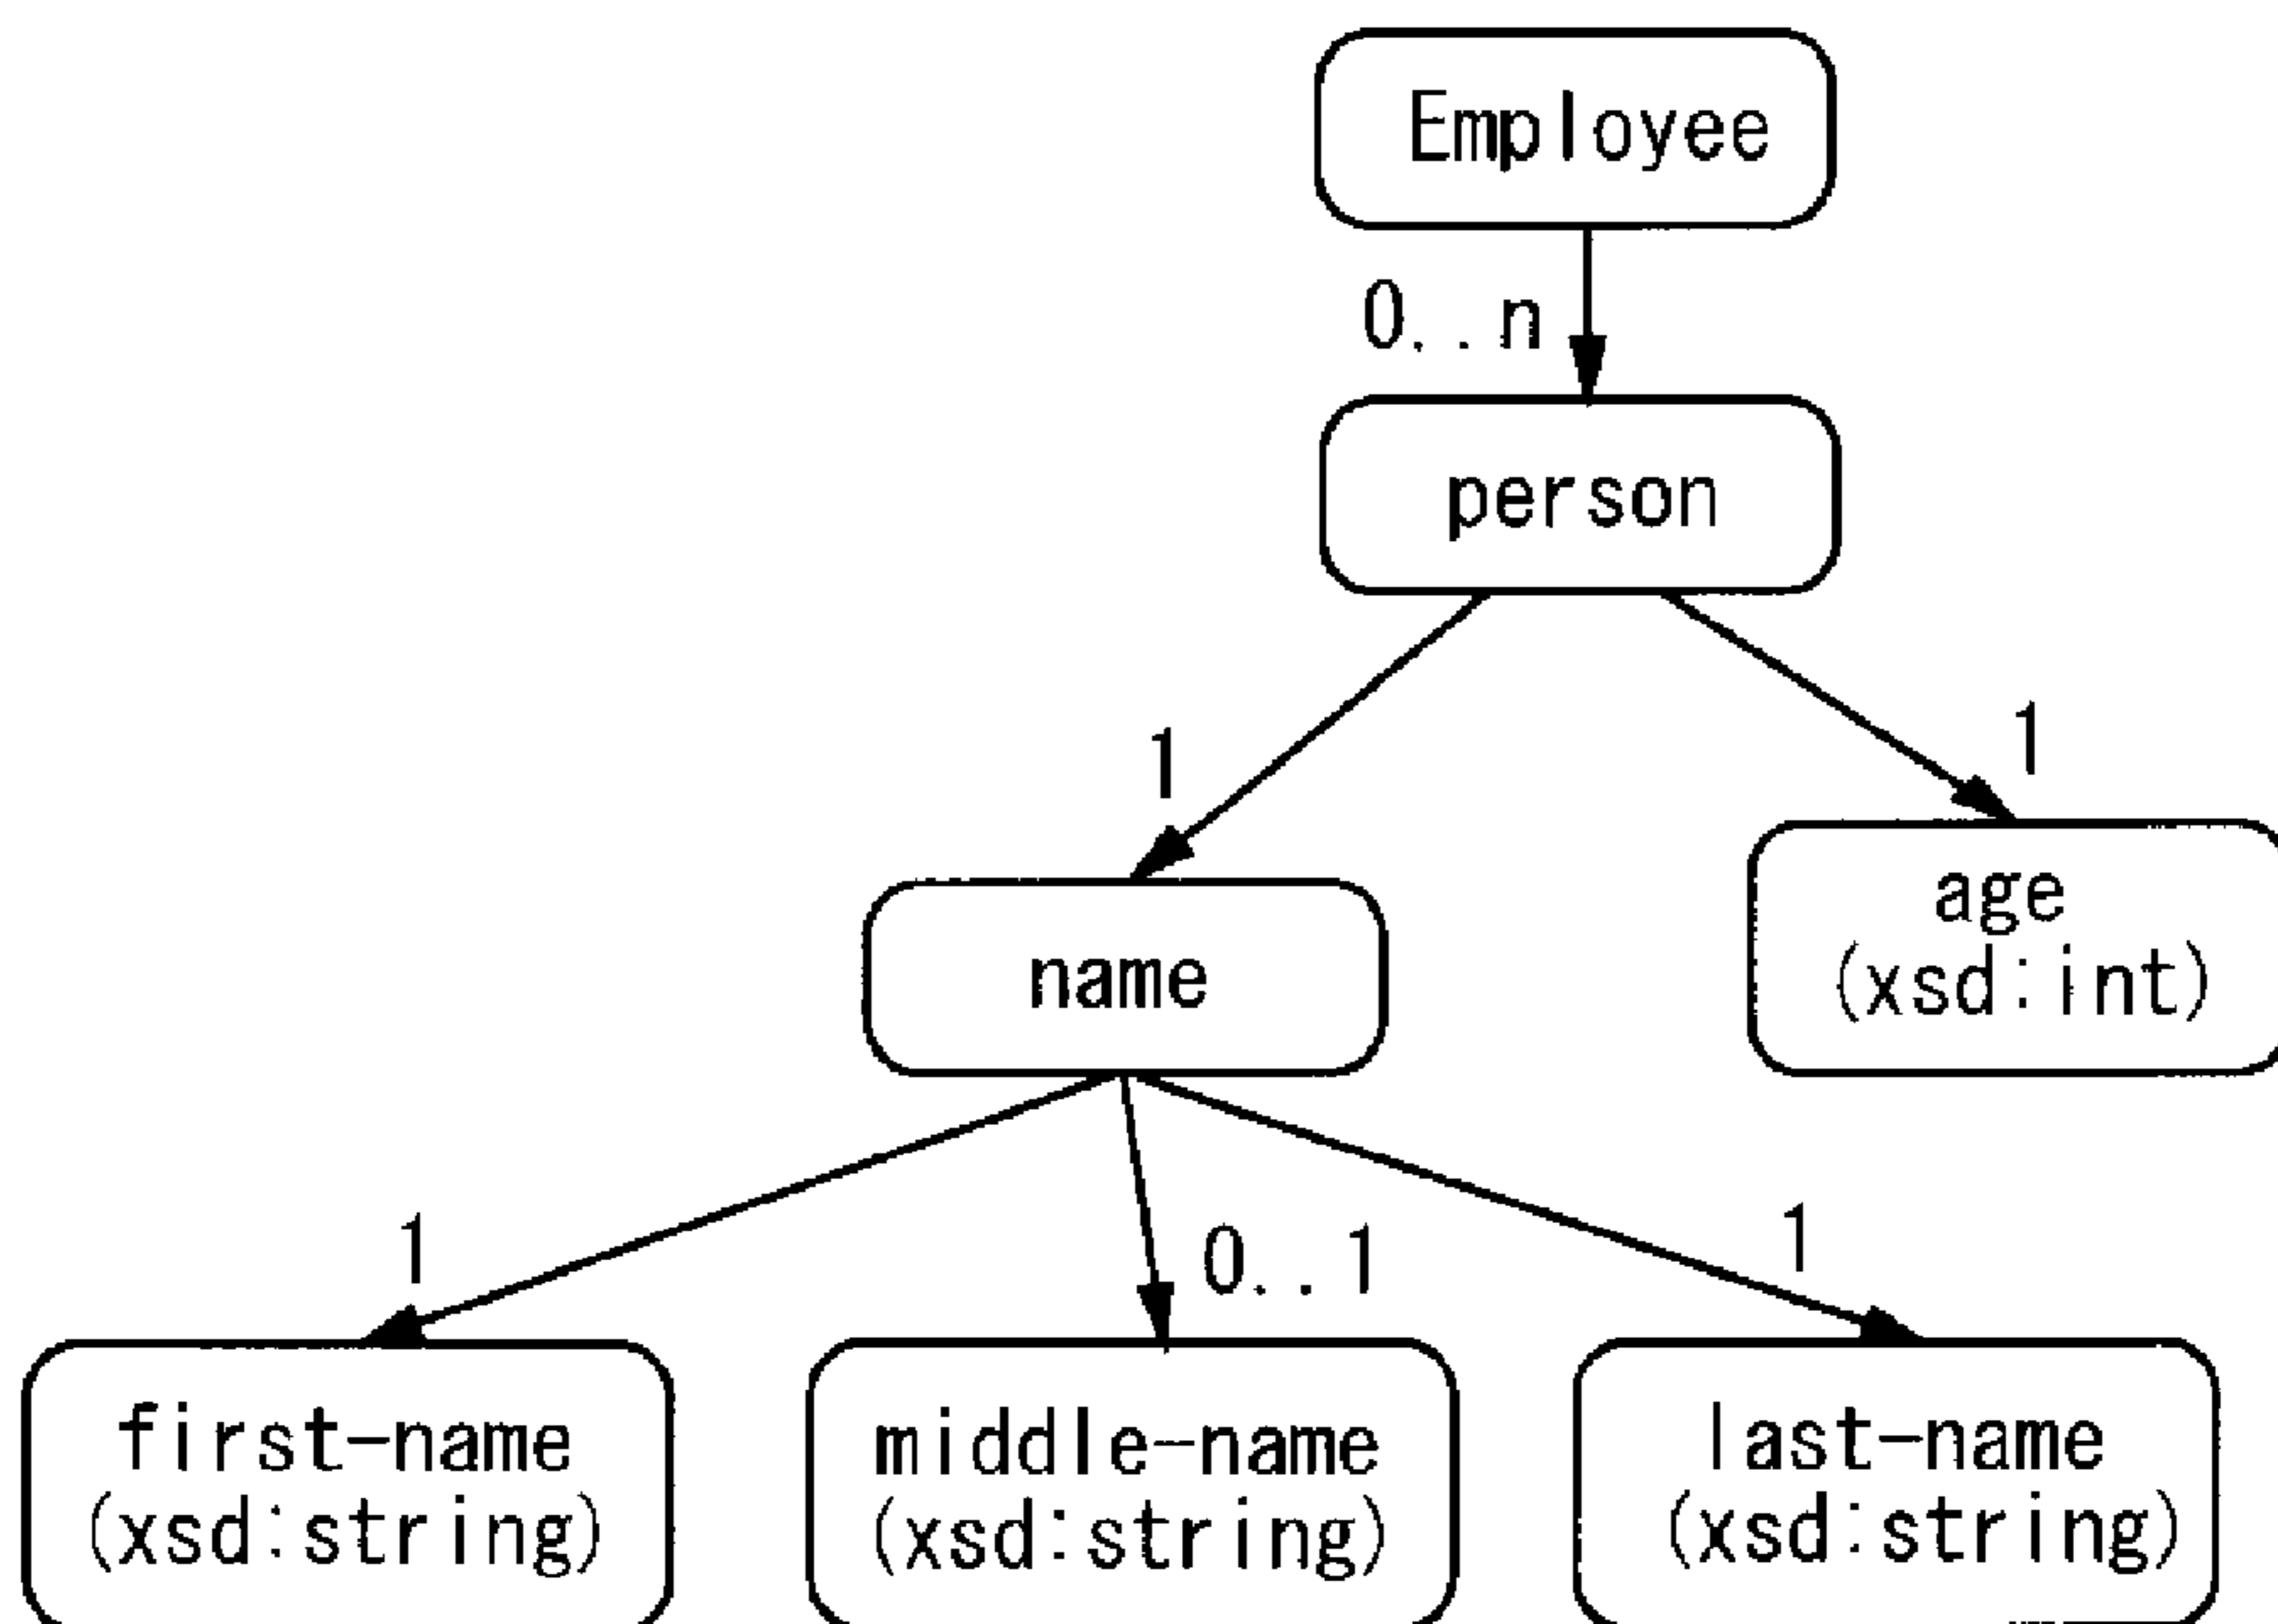 Employee
0..n
person
1
1
age
(xsd:int)
name
1
0..1
1
first-name
(xsd:string)
middle-name
(xsd:string)
last-name
(xsd:string)